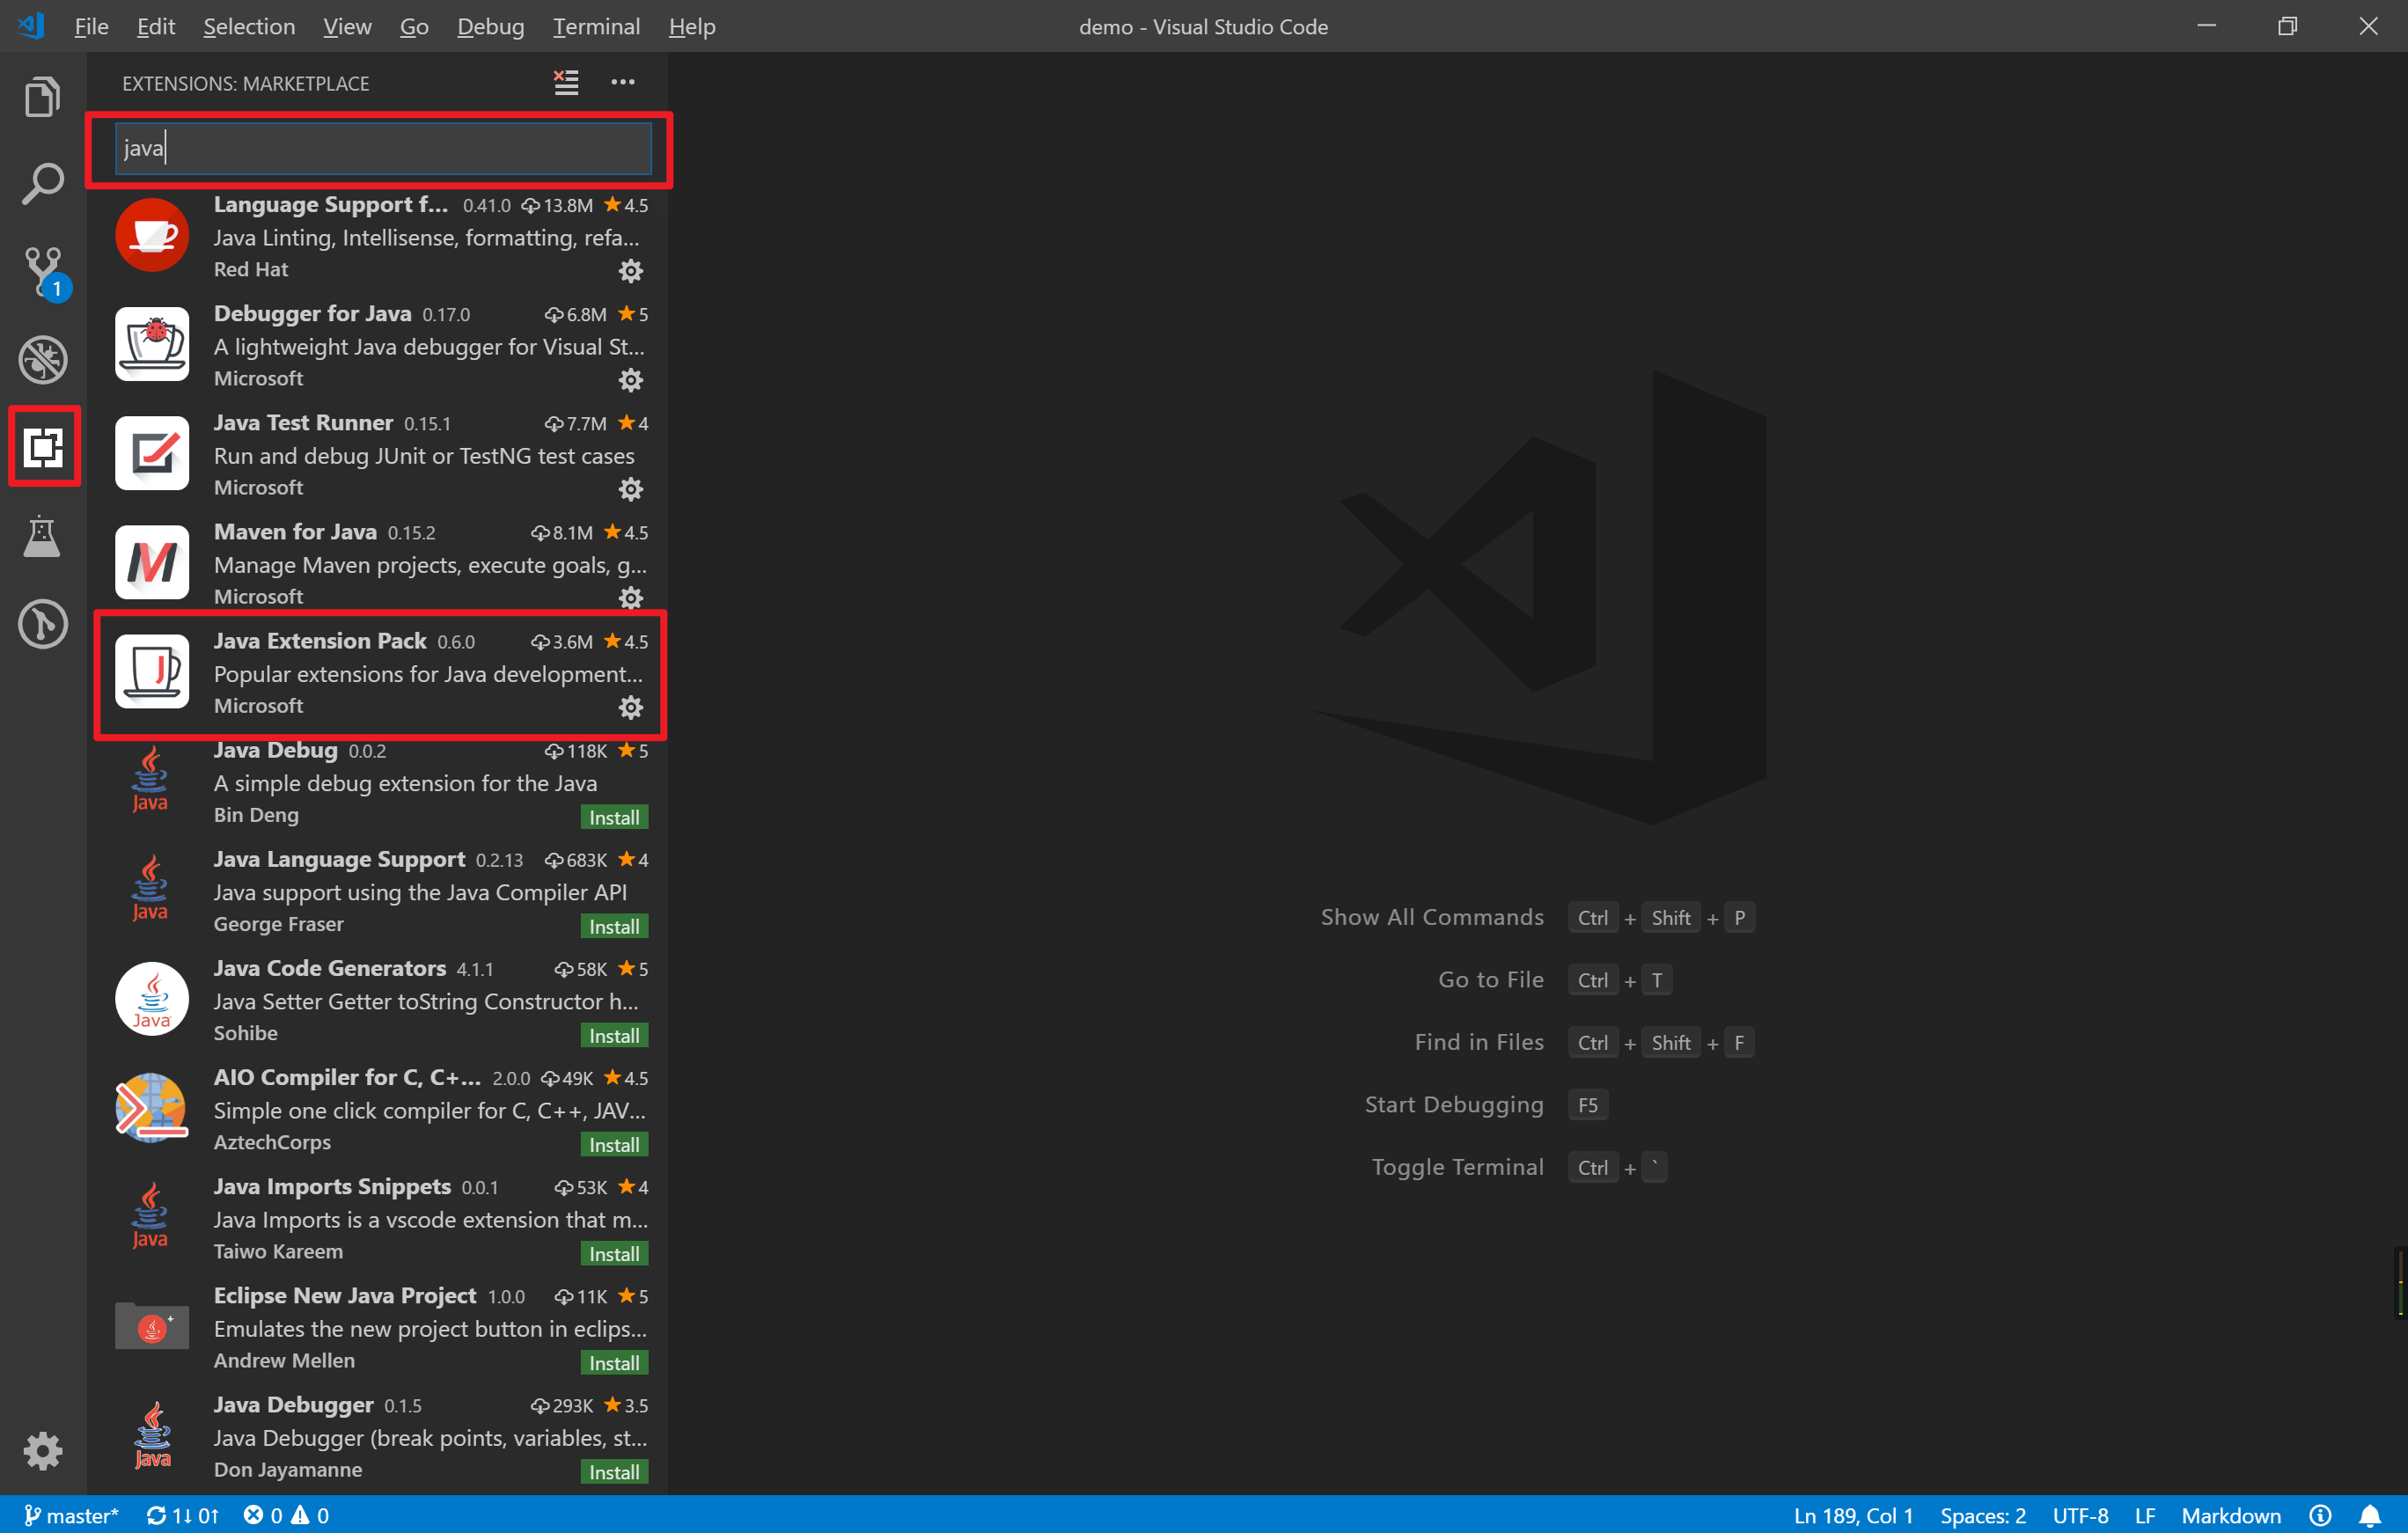 File Edit Selection View Go Debug Terminal Help
demo - Visual Studio Code
EXTENSIONS: MARKETPLACE
java
Language Support f... 0.41.0 13.8M 4.5
Java Linting, Intellisense, formatting, refa...
Red Hat
Debugger for Java 0.17.0 6.8M 5
A lightweight Java debugger for Visual St...
Microsoft
Java Test Runner 0.15.1 7.7M 4
Run and debug JUnit or TestNG test cases
Microsoft
Maven for Java 0.15.2 8.1M 4.5
Manage Maven projects, execute goals, g...
Microsoft
Java Extension Pack 0.6.0 3.6M 4.5
Popular extensions for Java development...
Microsoft
Java Debug 0.0.2 118K 5
A simple debug extension for the Java
Bin Deng Install
Java Language Support 0.2.13 683K 4
Java support using the Java Compiler API
George Fraser Install
Java Code Generators 4.1.1 58K 5
Java Setter Getter toString Constructor h...
Sohibe Install
AIO Compiler for C, C+... 2.0.0 49K 4.5
Simple one click compiler for C, C++, JAV...
AztechCorps Install
Java Imports Snippets 0.0.1 53K 4
Java Imports is a vscode extension that m...
Taiwo Kareem Install
Eclipse New Java Project 1.0.0 11K 5
Emulates the new project button in eclips...
Andrew Mellen Install
Java Debugger 0.1.5 293K 3.5
Java Debugger (break points, variables, st...
Don Jayamanne Install
1
J
M
Java
Java
Java
Java
Java
Show All Commands Ctrl + Shift + P
Go to File Ctrl + T
Find in Files Ctrl + Shift + F
Start Debugging F5
Toggle Terminal Ctrl + `
master* 1↓ 0↑ 0 0
Ln 189, Col 1 Spaces: 2 UTF-8 LF Markdown